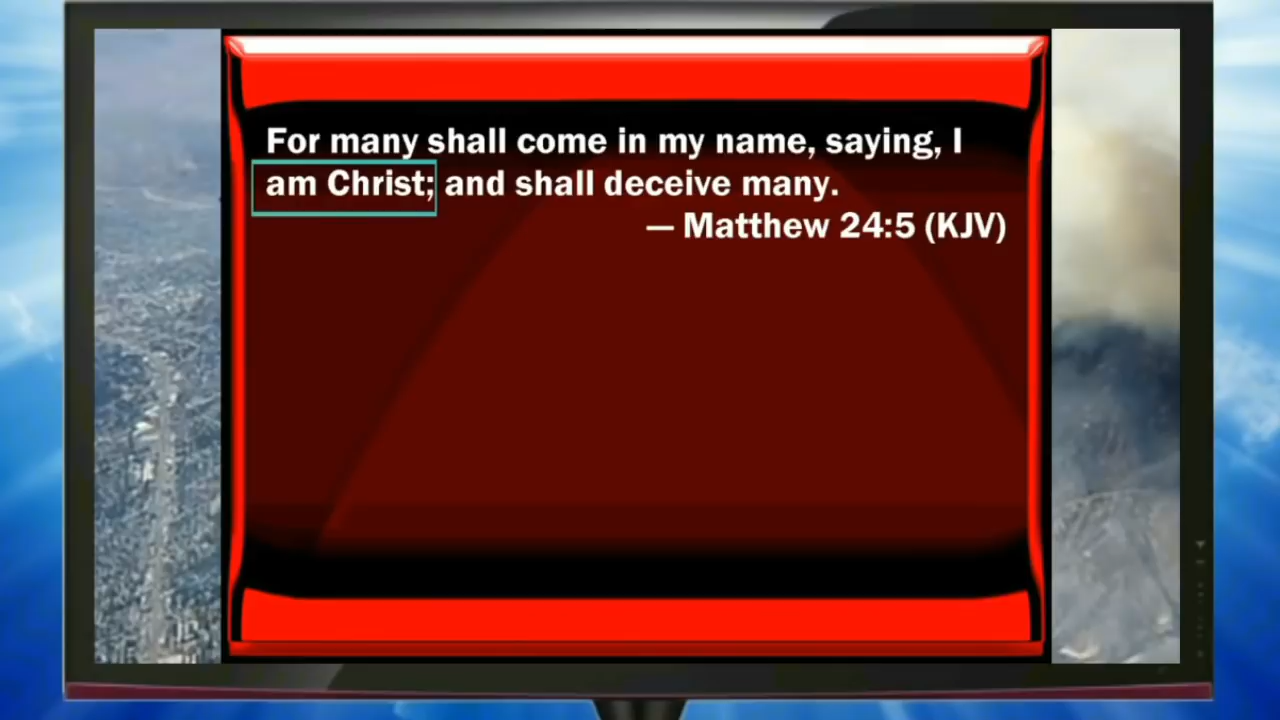 For many shall come in my name, saying, I
am Christ; and shall deceive many.
— Matthew 24:5 (KJV)